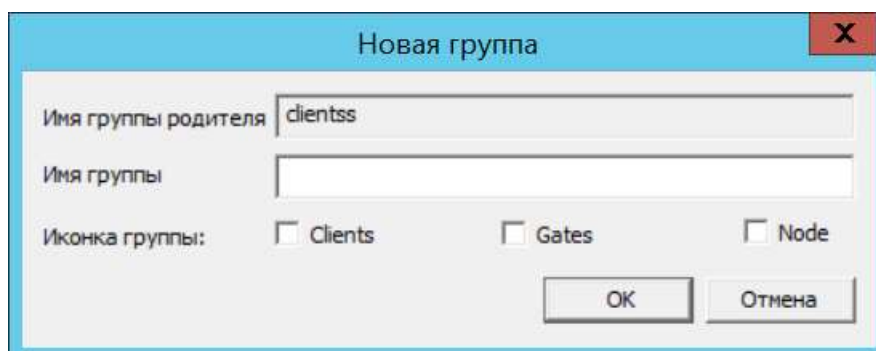 Новая группа
X
Имя группы родителя clientss
Имя группы
Иконка группы: Clients Gates Node
OK Отмена